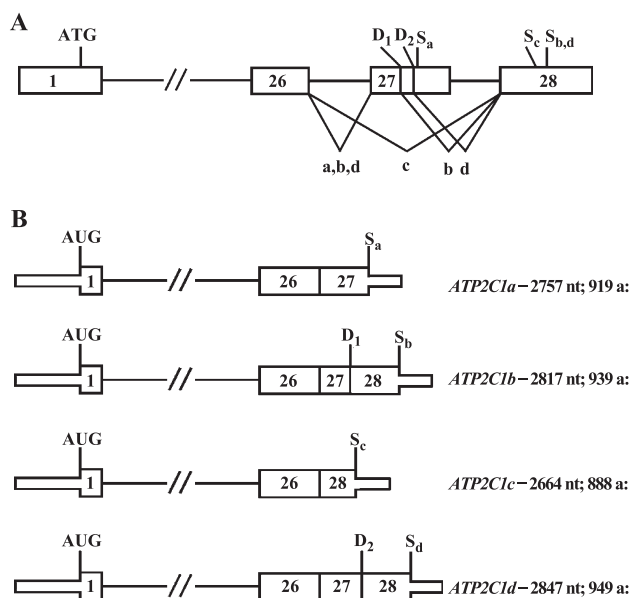 A
ATG
D1 D2 Sa Sc Sb,d
1 26 27 28
a,b,d c b d
B
AUG Sa
1 26 27
ATP2C1a – 2757 nt; 919 a:
AUG D1 Sb
1 26 27 28
ATP2C1b – 2817 nt; 939 a:
AUG Sc
1 26 28
ATP2C1c – 2664 nt; 888 a:
AUG D2 Sd
1 26 27 28
ATP2C1d – 2847 nt; 949 a: